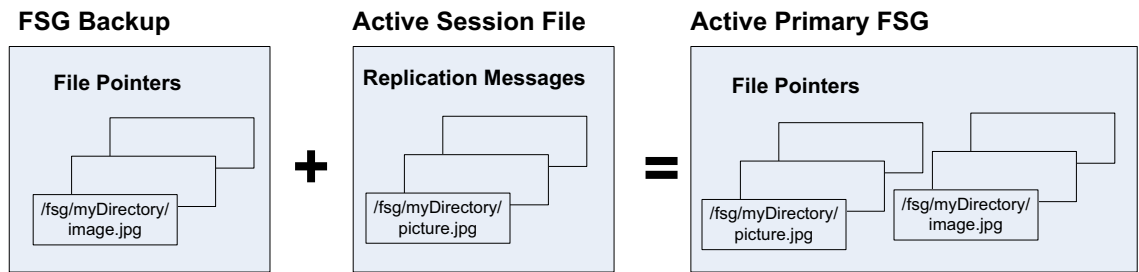 FSG Backup
Active Session File
Active Primary FSG
File Pointers
/fsg/myDirectory/
image.jpg
+
Replication Messages
/fsg/myDirectory/
picture.jpg
=
File Pointers
/fsg/myDirectory/
picture.jpg
/fsg/myDirectory/
image.jpg